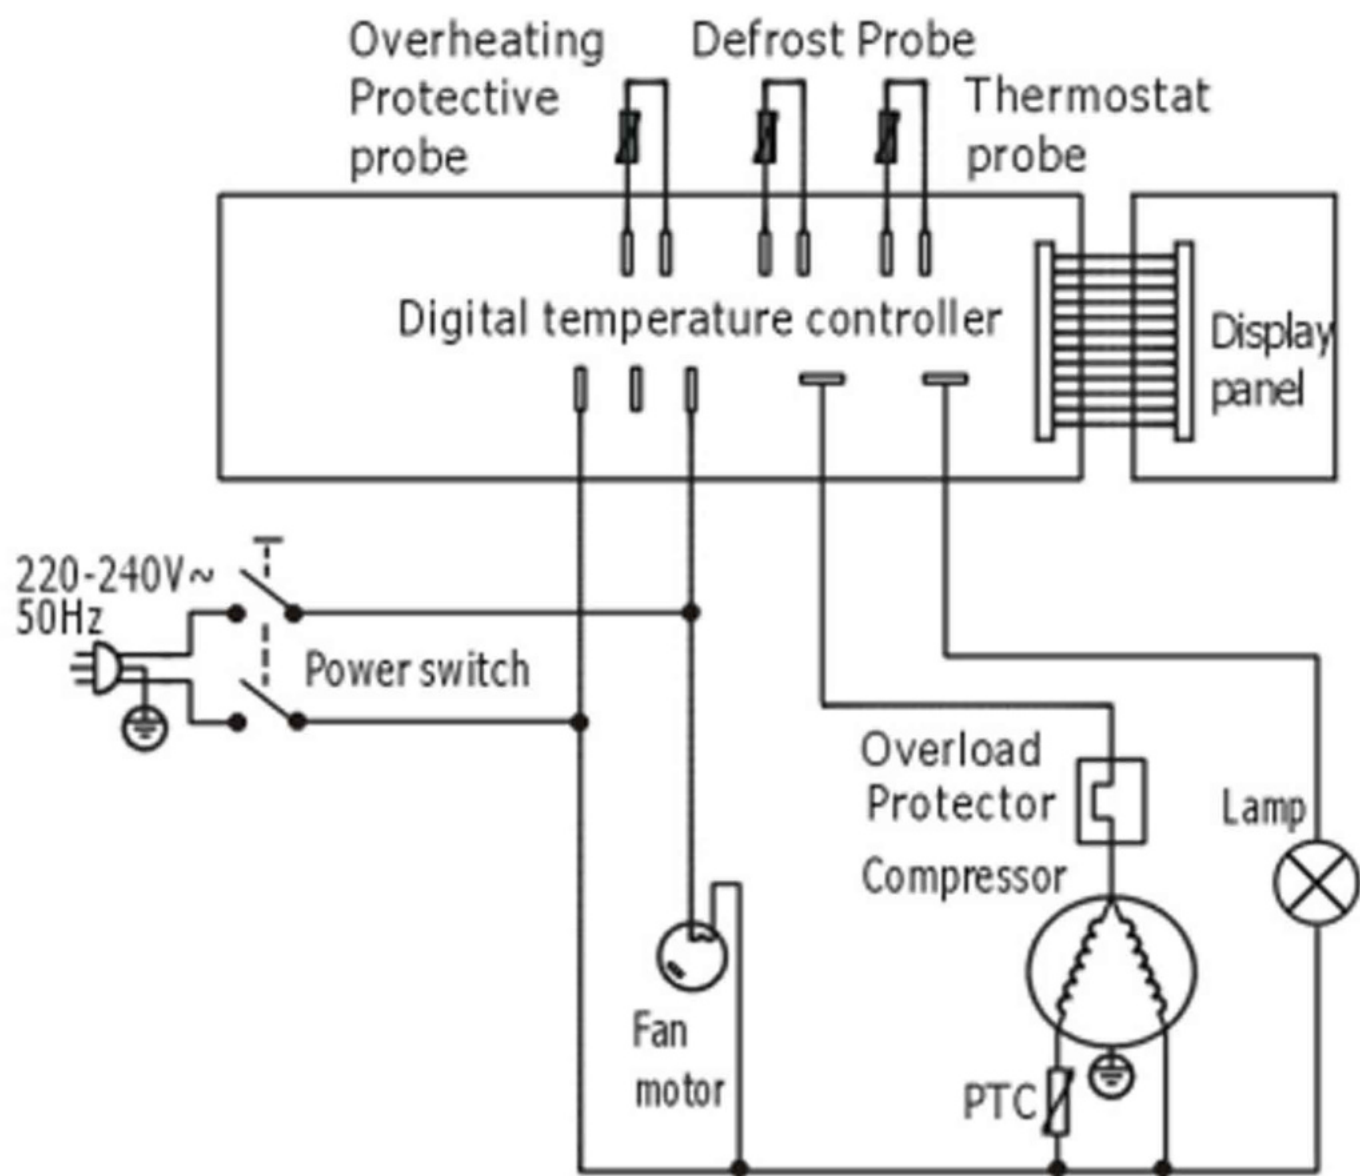 Overheating
Protective
probe
Defrost Probe
Thermostat
probe
Digital temperature controller
Display
panel
220-240V~
50Hz
Power switch
Overload
Protector
Compressor
Lamp
Fan
motor
PTC